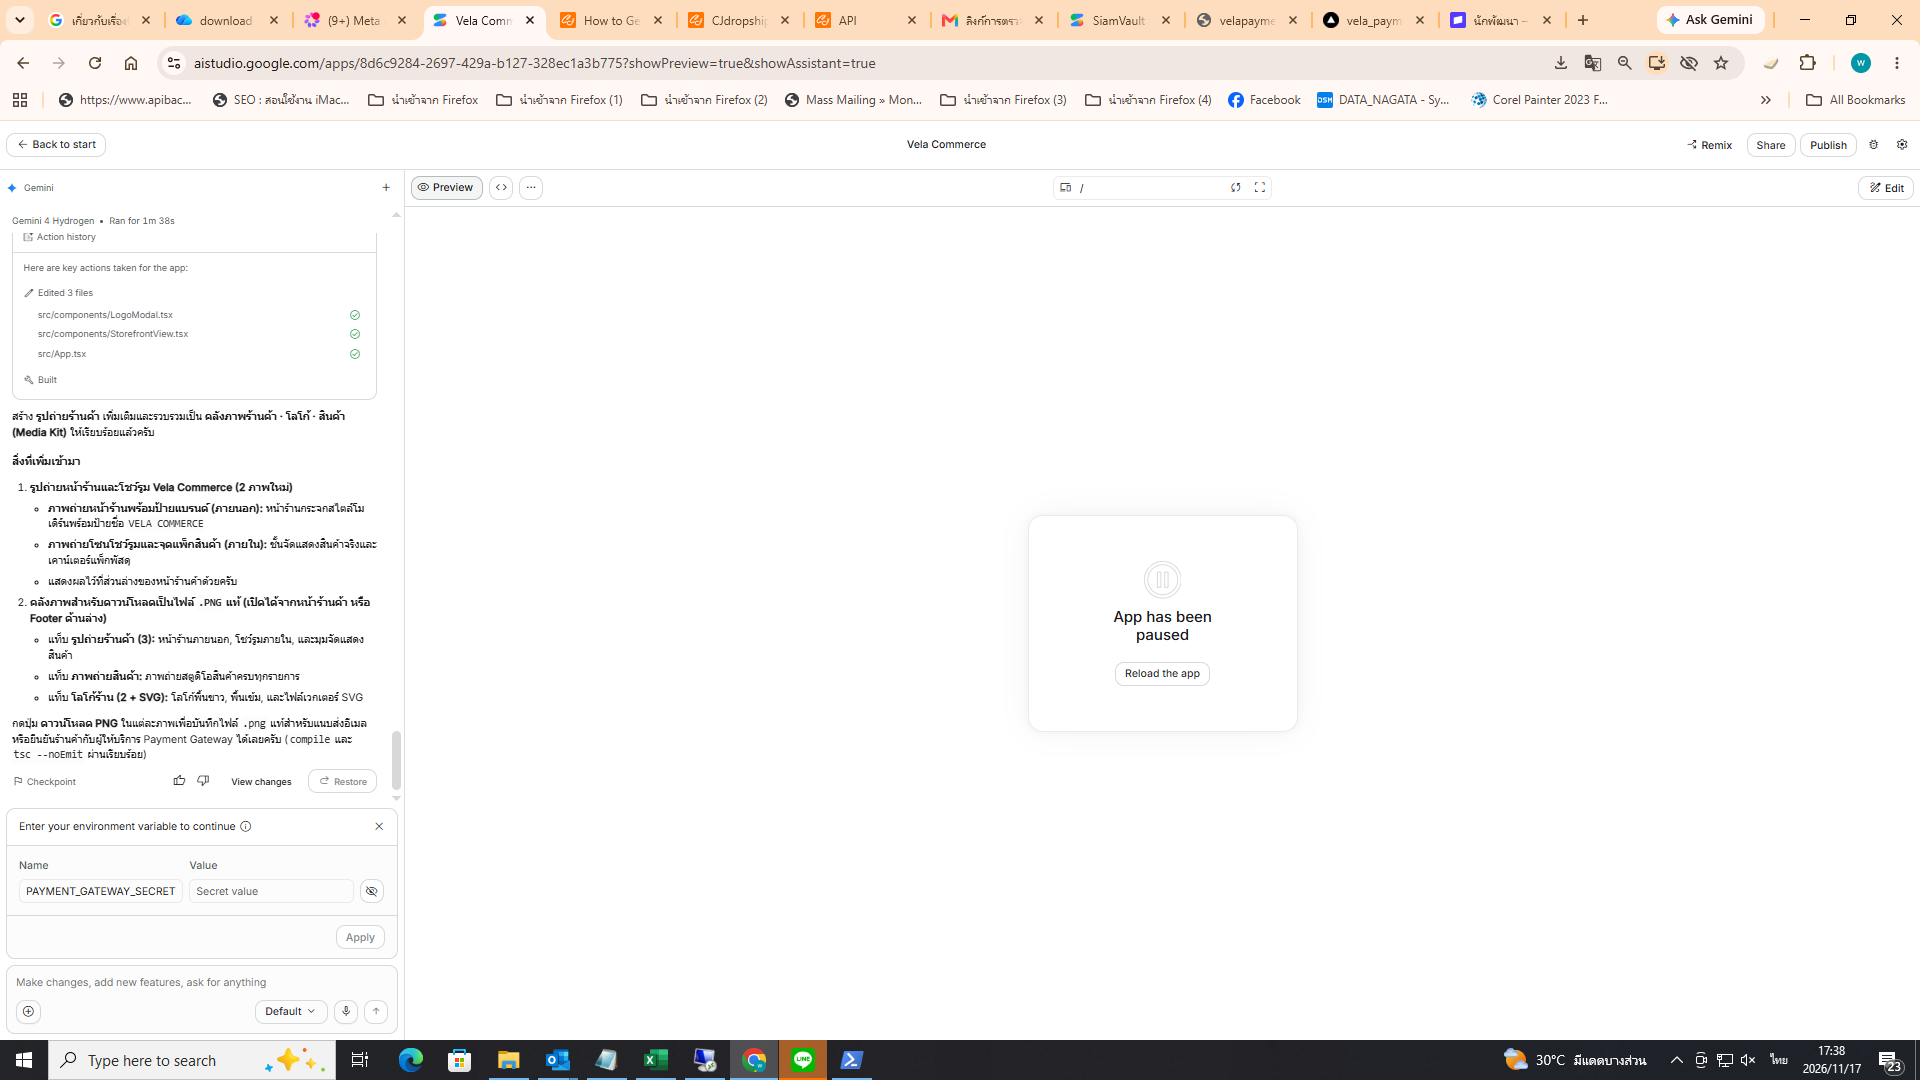 เกี่ยวกับเรื่อง
download
(9+) Meta
Vela Comm
How to Ge
CJdropship
API
ลิงก์การตรวจ
SiamVault
velapayme
vela_paym
นักพัฒนา –
Ask Gemini
aistudio.google.com/apps/8d6c9284-2697-429a-b127-328ec1a3b775?showPreview=true&showAssistant=true
W
https://www.apibac...
SEO : สอนใช้งาน iMac...
นำเข้าจาก Firefox
นำเข้าจาก Firefox (1)
นำเข้าจาก Firefox (2)
Mass Mailing » Mon...
นำเข้าจาก Firefox (3)
นำเข้าจาก Firefox (4)
Facebook
DSM
DATA_NAGATA - Sy...
Corel Painter 2023 F...
All Bookmarks
Back to start
Vela Commerce
Remix
Share
Publish
Gemini
Preview
/
Edit
Gemini 4 Hydrogen • Ran for 1m 38s
Action history
Here are key actions taken for the app:
Edited 3 files
src/components/LogoModal.tsx
src/components/StorefrontView.tsx
src/App.tsx
Built
สร้าง รูปถ่ายร้านค้า เพิ่มเติมและรวบรวมเป็น คลังภาพร้านค้า · โลโก้ · สินค้า
(Media Kit) ให้เรียบร้อยแล้วครับ
สิ่งที่เพิ่มเข้ามา
1. รูปถ่ายหน้าร้านและโชว์รูม Vela Commerce (2 ภาพใหม่)
ภาพถ่ายหน้าร้านพร้อมป้ายแบรนด์ (ภายนอก): หน้าร้านกระจกสไตล์โม
เดิร์นพร้อมป้ายชื่อ VELA COMMERCE
ภาพถ่ายโซนโชว์รูมและจุดแพ็กสินค้า (ภายใน): ชั้นจัดแสดงสินค้าจริงและ
เคาน์เตอร์แพ็กพัสดุ
แสดงผลไว้ที่ส่วนล่างของหน้าร้านค้าด้วยครับ
2. คลังภาพสำหรับดาวน์โหลดเป็นไฟล์ .PNG แท้ (เปิดได้จากหน้าร้านค้า หรือ
Footer ด้านล่าง)
แท็บ รูปถ่ายร้านค้า (3): หน้าร้านภายนอก, โชว์รูมภายใน, และมุมจัดแสดง
สินค้า
แท็บ ภาพถ่ายสินค้า: ภาพถ่ายสตูดิโอสินค้าครบทุกรายการ
แท็บ โลโก้ร้าน (2 + SVG): โลโก้พื้นขาว, พื้นเข้ม, และไฟล์เวกเตอร์ SVG
กดปุ่ม ดาวน์โหลด PNG ในแต่ละภาพเพื่อบันทึกไฟล์ .png แท้สำหรับแนบส่งอีเมล
หรือยืนยันร้านค้ากับผู้ให้บริการ Payment Gateway ได้เลยครับ (compile และ
tsc --noEmit ผ่านเรียบร้อย)
Checkpoint
View changes
Restore
App has been
paused
Reload the app
Enter your environment variable to continue
Name
Value
PAYMENT_GATEWAY_SECRET
Secret value
Apply
Make changes, add new features, ask for anything
Default
Type here to search
30°C มีแดดบางส่วน
ไทย
17:38
2026/11/17
23